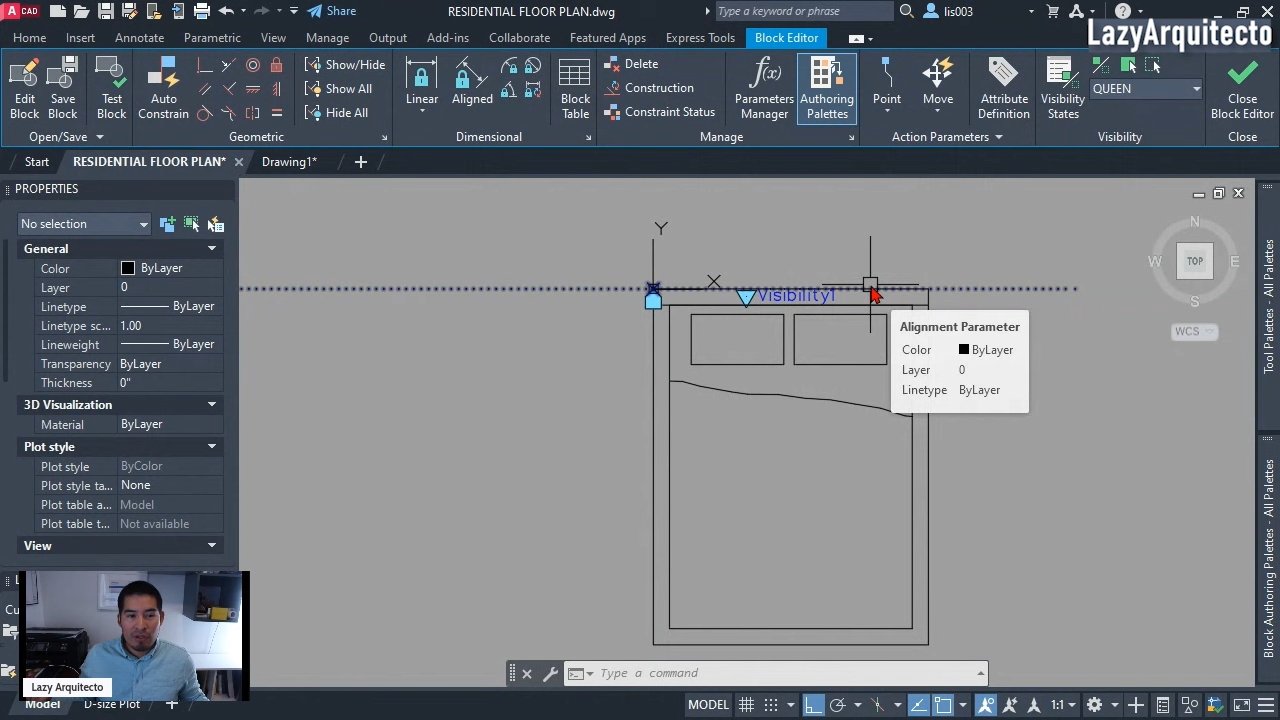 A CAD
Share
RESIDENTIAL FLOOR PLAN.dwg
Type a keyword or phrase
lis003
LazyArquitecto
Home Insert Annotate Parametric View Manage Output Add-ins Collaborate Featured Apps Express Tools Block Editor
Edit Block
Save Block
Test Block
Auto Constrain
Show/Hide
Show All
Hide All
Linear
Aligned
Block Table
Delete
Construction
Constraint Status
Parameters Manager
Authoring Palettes
Point
Move
Attribute Definition
Visibility States
QUEEN
Close Block Editor
Open/Save Geometric Dimensional Manage Action Parameters Visibility Close
Start RESIDENTIAL FLOOR PLAN* Drawing1*
PROPERTIES
No selection
General
Color ByLayer
Layer 0
Linetype ByLayer
Linetype sc... 1.00
Lineweight ByLayer
Transparency ByLayer
Thickness 0"
3D Visualization
Material ByLayer
Plot style
Plot style ByColor
Plot style ta... None
Plot table a... Model
Plot table t... Not available
View
Y
X
Visibility1
Alignment Parameter
Color ByLayer
Layer 0
Linetype ByLayer
N
W TOP E
S
WCS
Tool Palettes - All Palettes
Block Authoring Palettes - All Palettes
Cu
Lazy Arquitecto
Type a command
Model D-size Plot
MODEL
1:1